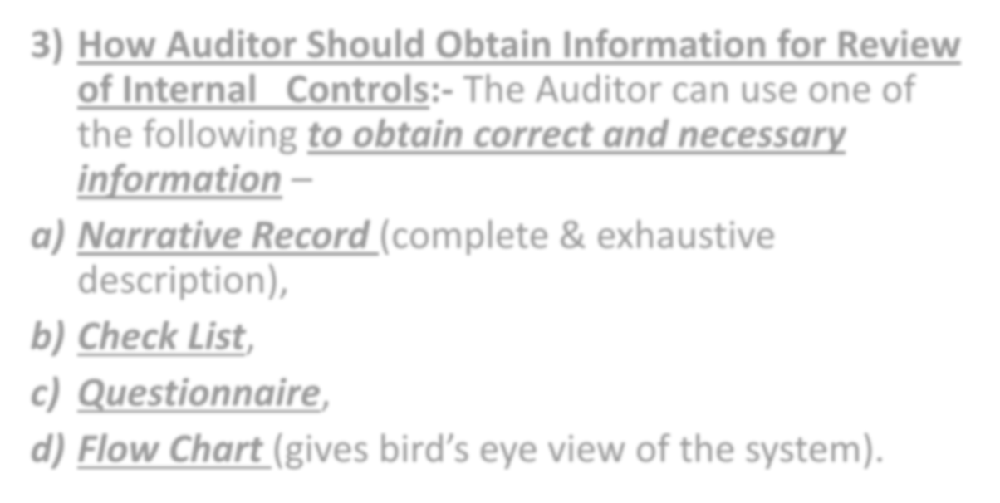 3) How Auditor Should Obtain Information for Review
of Internal Controls:- The Auditor can use one of
the following to obtain correct and necessary
information –
a) Narrative Record (complete & exhaustive
description),
b) Check List,
c) Questionnaire,
d) Flow Chart (gives bird’s eye view of the system).